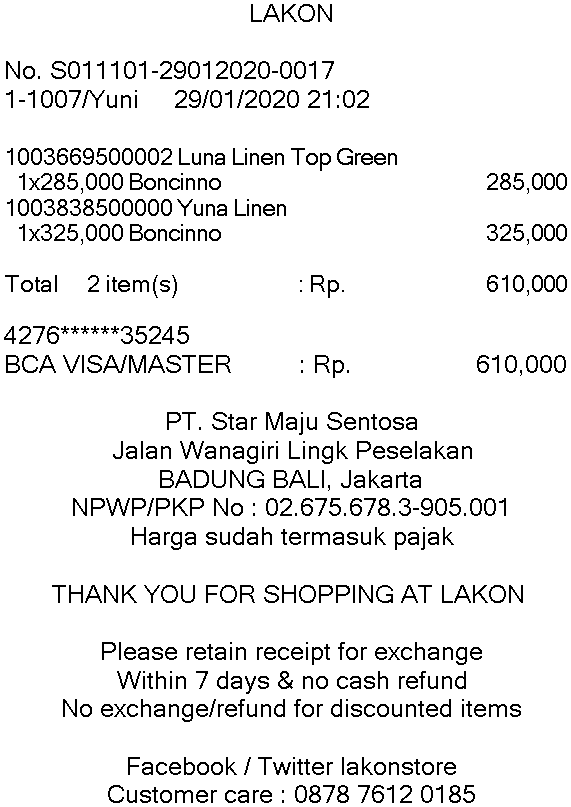 LAKON
No. S011101-29012020-0017
1-1007/Yuni 29/01/2020 21:02
1003669500002 Luna Linen Top Green
1x285,000 Boncinno 285,000
1003838500000 Yuna Linen
1x325,000 Boncinno 325,000
Total 2 item(s) : Rp. 610,000
4276******35245
BCA VISA/MASTER : Rp. 610,000
PT. Star Maju Sentosa
Jalan Wanagiri Lingk Peselakan
BADUNG BALI, Jakarta
NPWP/PKP No : 02.675.678.3-905.001
Harga sudah termasuk pajak
THANK YOU FOR SHOPPING AT LAKON
Please retain receipt for exchange
Within 7 days & no cash refund
No exchange/refund for discounted items
Facebook / Twitter lakonstore
Customer care : 0878 7612 0185